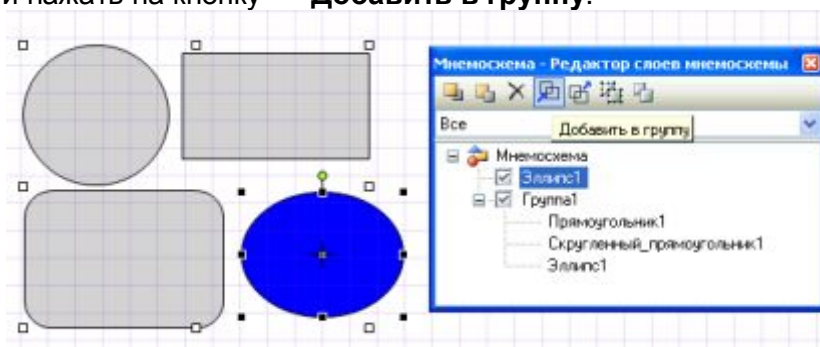 и нажать на кнопку "Добавить в группу.
Мнемосхема - Редактор слоев мнемосхемы
Все
Добавить в группу
Мнемосхема
Эллипс1
Группа1
Прямоугольник1
Скругленный_прямоугольник1
Эллипс1